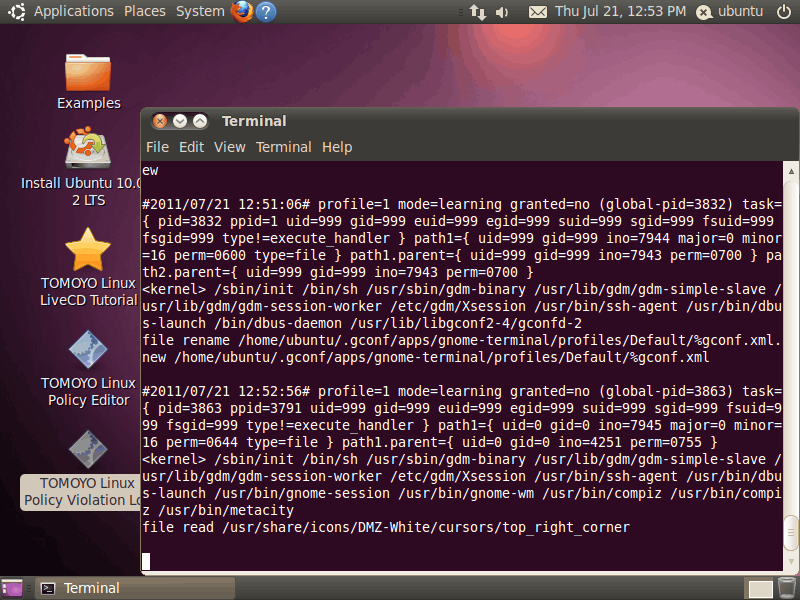 Applications Places System
Thu Jul 21, 12:53 PM ubuntu
Examples
Install Ubuntu 10.0
2 LTS
TOMOYO Linux
LiveCD Tutorial
TOMOYO Linux
Policy Editor
TOMOYO Linux
Policy Violation Lo
Terminal
File Edit View Terminal Help
ew
#2011/07/21 12:51:06# profile=1 mode=learning granted=no (global-pid=3832) task=
{ pid=3832 ppid=1 uid=999 gid=999 euid=999 egid=999 suid=999 sgid=999 fsuid=999
fsgid=999 type!=execute_handler } path1={ uid=999 gid=999 ino=7944 major=0 minor
=16 perm=0600 type=file } path1.parent={ uid=999 gid=999 ino=7943 perm=0700 } pa
th2.parent={ uid=999 gid=999 ino=7943 perm=0700 }
<kernel> /sbin/init /bin/sh /usr/sbin/gdm-binary /usr/lib/gdm/gdm-simple-slave /
usr/lib/gdm/gdm-session-worker /etc/gdm/Xsession /usr/bin/ssh-agent /usr/bin/dbu
s-launch /bin/dbus-daemon /usr/lib/libgconf2-4/gconfd-2
file rename /home/ubuntu/.gconf/apps/gnome-terminal/profiles/Default/%gconf.xml.
new /home/ubuntu/.gconf/apps/gnome-terminal/profiles/Default/%gconf.xml
#2011/07/21 12:52:56# profile=1 mode=learning granted=no (global-pid=3863) task=
{ pid=3863 ppid=3791 uid=999 gid=999 euid=999 egid=999 suid=999 sgid=999 fsuid=9
99 fsgid=999 type!=execute_handler } path1={ uid=0 gid=0 ino=7945 major=0 minor=
16 perm=0644 type=file } path1.parent={ uid=0 gid=0 ino=4251 perm=0755 }
<kernel> /sbin/init /bin/sh /usr/sbin/gdm-binary /usr/lib/gdm/gdm-simple-slave /
usr/lib/gdm/gdm-session-worker /etc/gdm/Xsession /usr/bin/ssh-agent /usr/bin/dbu
s-launch /usr/bin/gnome-session /usr/bin/gnome-wm /usr/bin/compiz /usr/bin/compi
z /usr/bin/metacity
file read /usr/share/icons/DMZ-White/cursors/top_right_corner
Terminal